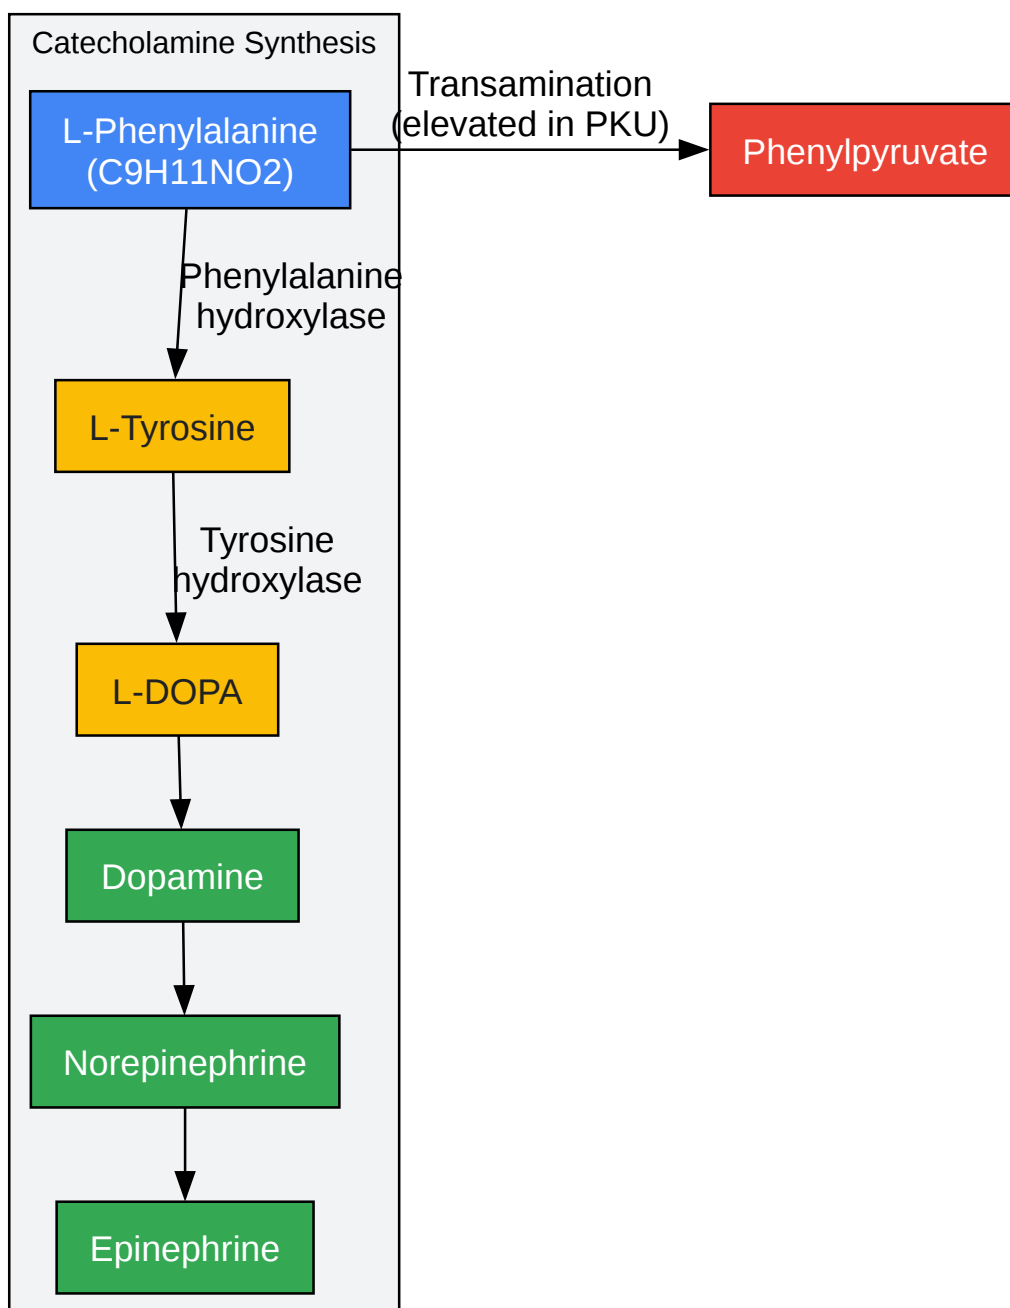 Catecholamine Synthesis
L-Phenylalanine
(C9H11NO2)
Transamination
(elevated in PKU)
Phenylpyruvate
Phenylalanine
hydroxylase
L-Tyrosine
Tyrosine
hydroxylase
L-DOPA
Dopamine
Norepinephrine
Epinephrine